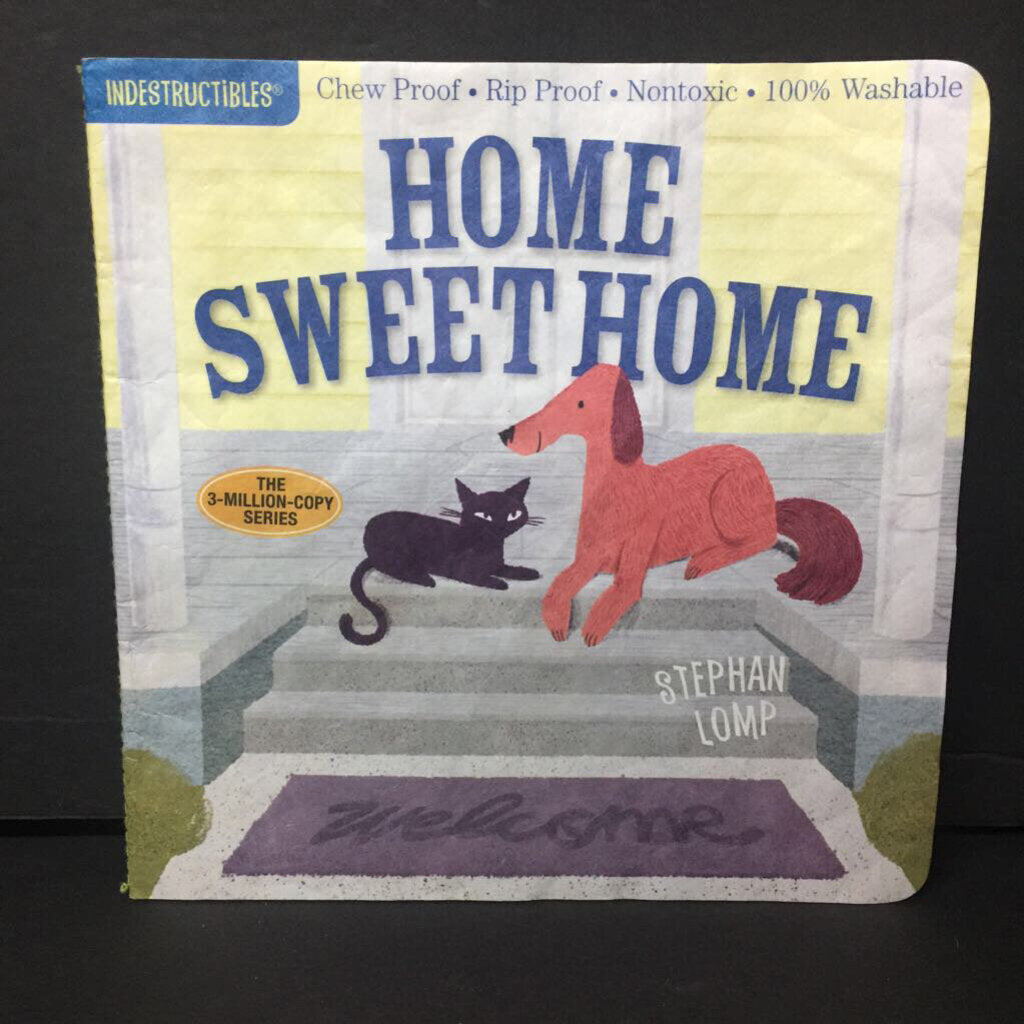 INDESTRUCTiBLES®
Chew Proof • Rip Proof • Nontoxic • 100% Washable
HOME
SWEET HOME
THE
3-MILLION-COPY
SERIES
STEPHAN
LOMP
welcome.